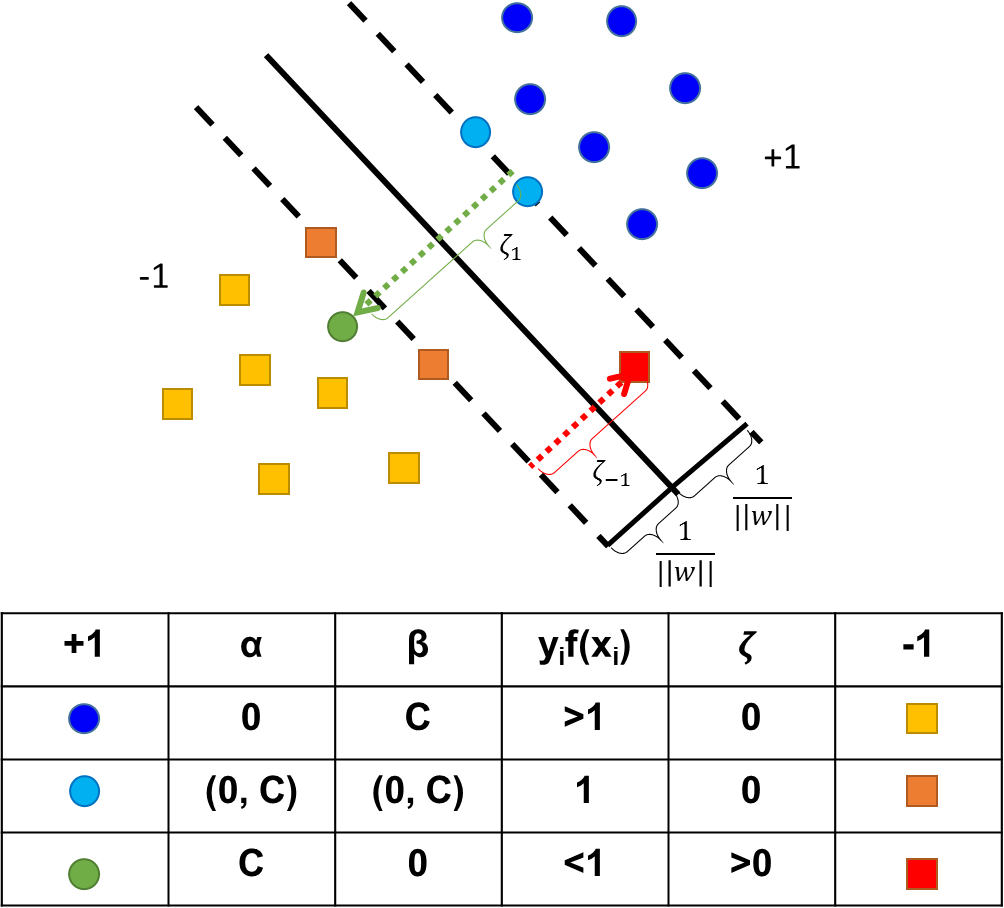 +1
-1
ζ₁
ζ₋₁
1
||w||
1
||w||
+1 α β yᵢf(xᵢ) ζ -1
0 C >1 0
(0, C) (0, C) 1 0
C 0 <1 >0